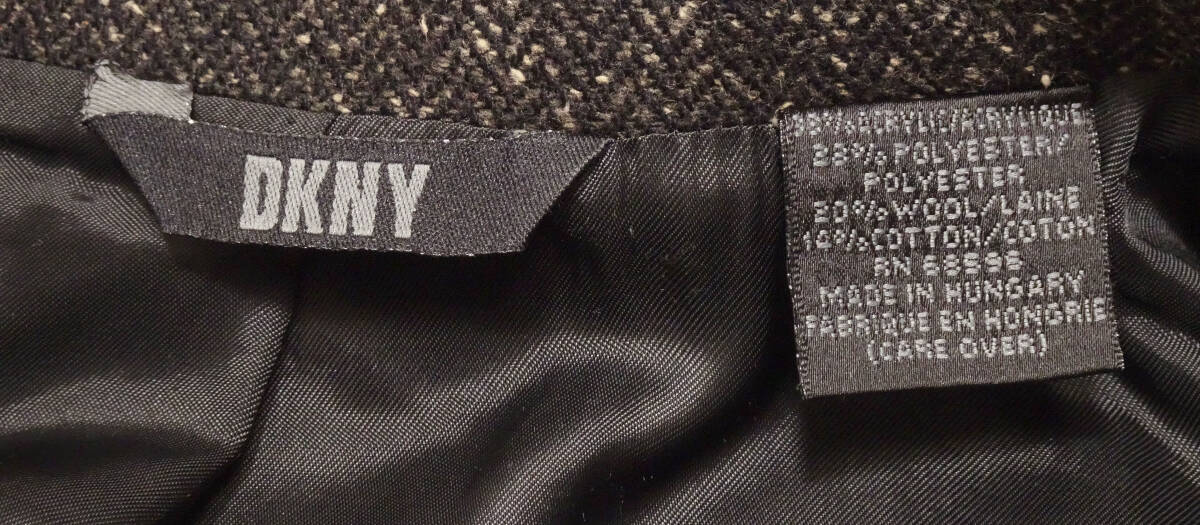 DKNY
ACRYLIC/ACRYLIQUE
28% POLYESTER/
POLYESTER
20% WOOL/LAINE
16% COTTON/COTON
RN
MADE IN HUNGARY
FABRIQUE EN HONGRIE
(CARE OVER)